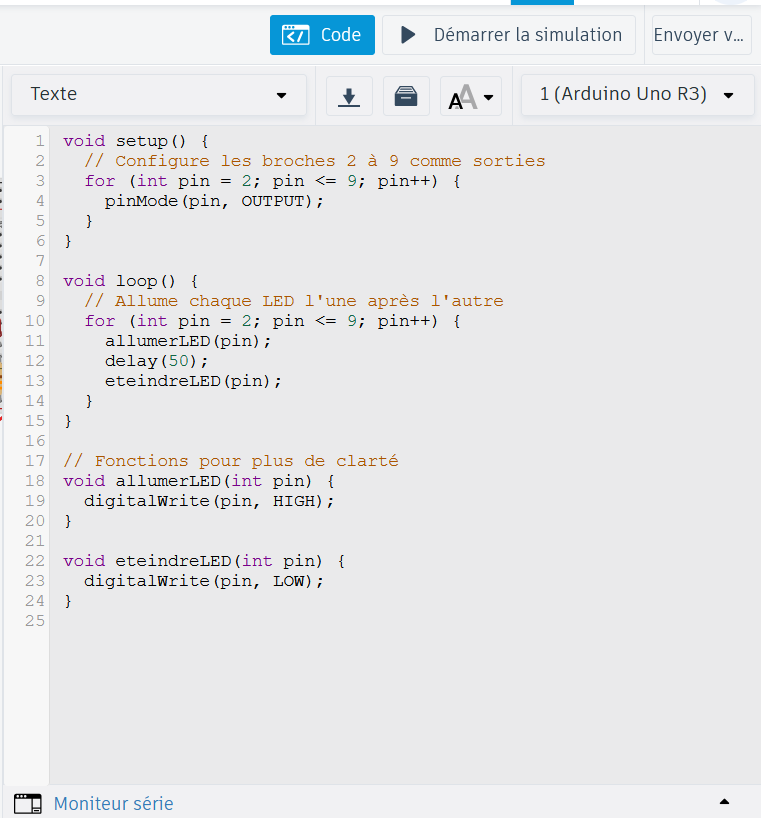 Code
Démarrer la simulation
Envoyer v...
Texte
1 (Arduino Uno R3)
1 void setup() {
2   // Configure les broches 2 à 9 comme sorties
3   for (int pin = 2; pin <= 9; pin++) {
4     pinMode(pin, OUTPUT);
5   }
6 }
7
8 void loop() {
9   // Allume chaque LED l'une après l'autre
10   for (int pin = 2; pin <= 9; pin++) {
11     allumerLED(pin);
12     delay(50);
13     eteindreLED(pin);
14   }
15 }
16
17 // Fonctions pour plus de clarté
18 void allumerLED(int pin) {
19   digitalWrite(pin, HIGH);
20 }
21
22 void eteindreLED(int pin) {
23   digitalWrite(pin, LOW);
24 }
25
Moniteur série